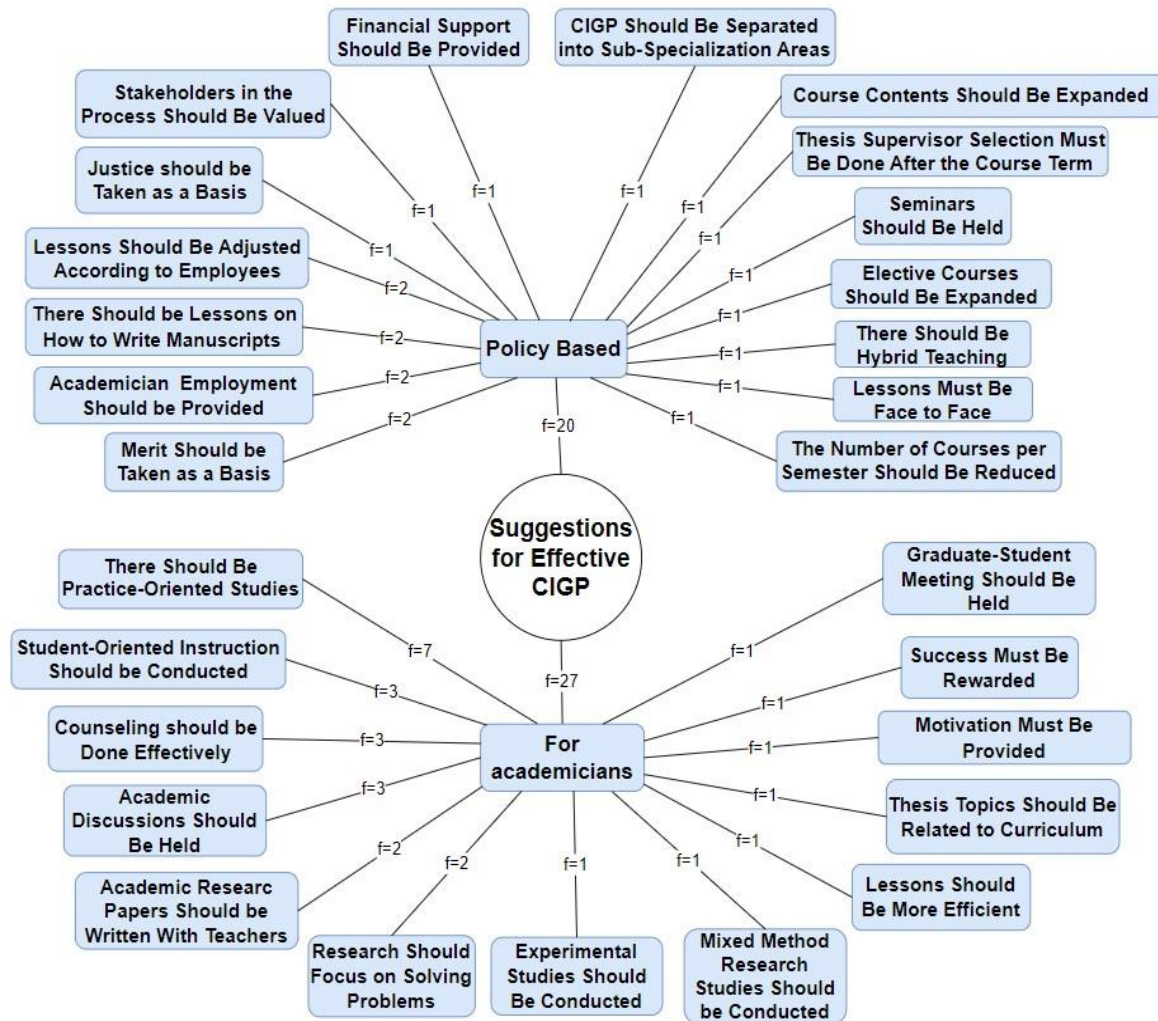 Financial Support
Should Be Provided
CIGP Should Be Separated
into Sub-Specialization Areas
Stakeholders in the
Process Should Be Valued
Course Contents Should Be Expanded
Thesis Supervisor Selection Must
Be Done After the Course Term
Justice should be
Taken as a Basis
Seminars
Should Be Held
Lessons Should Be Adjusted
According to Employees
Elective Courses
Should Be Expanded
There Should be Lessons on
How to Write Manuscripts
There Should Be
Hybrid Teaching
Academician Employment
Should be Provided
Lessons Must Be
Face to Face
Merit Should be
Taken as a Basis
The Number of Courses per
Semester Should Be Reduced
f=1
f=1
f=1
f=1
f=1
f=1
f=1
f=2
f=1
f=2
f=1
f=2
f=1
f=2
f=1
Policy Based
f=20
Suggestions
for Effective
CIGP
f=27
For
academicians
There Should Be
Practice-Oriented Studies
f=7
Student-Oriented Instruction
Should be Conducted
f=3
Counseling should be
Done Effectively
f=3
Academic
Discussions Should
Be Held
f=3
Academic Researc
Papers Should be
Written With Teachers
f=2
Research Should
Focus on Solving
Problems
f=2
Experimental
Studies Should
Be Conducted
f=1
Mixed Method
Research
Studies Should
be Conducted
f=1
Lessons Should
Be More Efficient
f=1
Thesis Topics Should Be
Related to Curriculum
f=1
Motivation Must Be
Provided
f=1
Success Must Be
Rewarded
f=1
Graduate-Student
Meeting Should Be
Held
f=1